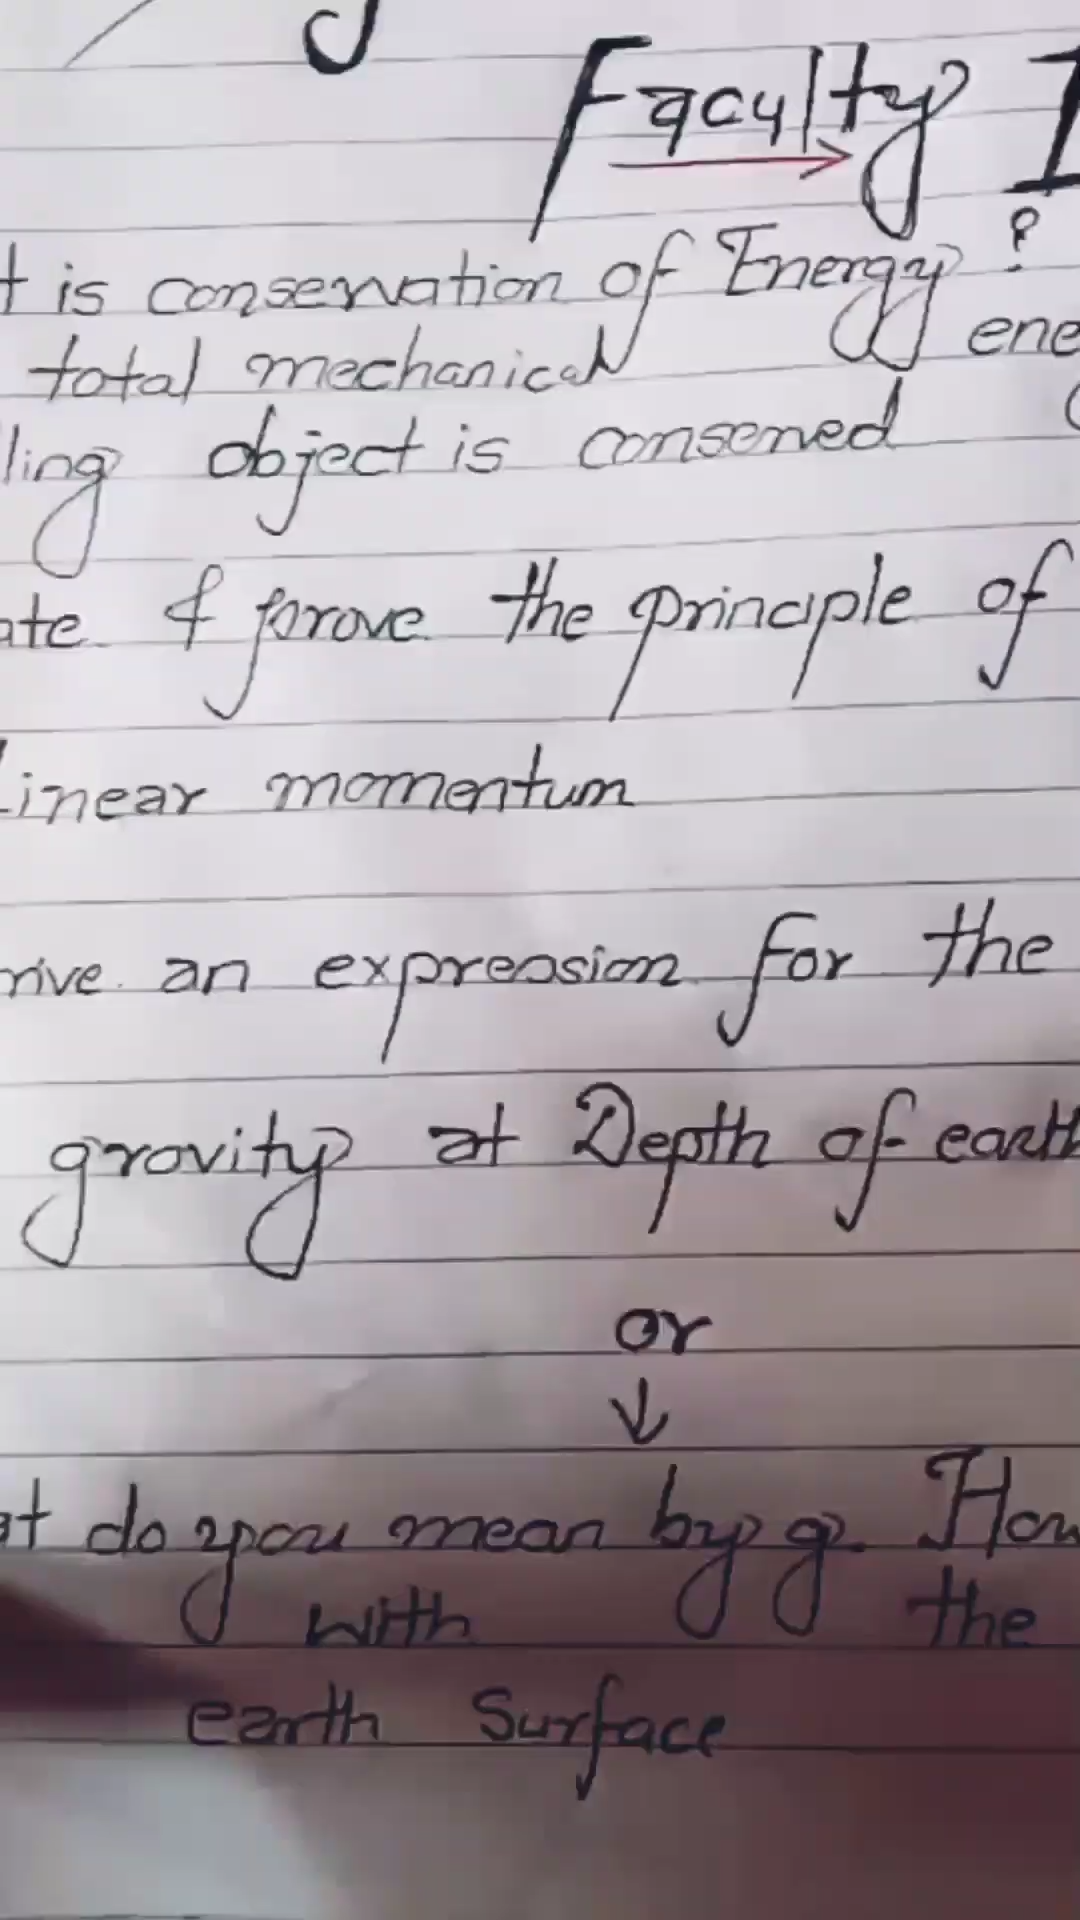 Faculty I
t is conservation of Energy ?
total mechanical ene
ling object is conserved
ate & prove the principle of
Linear momentum
rive an expression for the
grovity at Depth of earth
or
↓
at do you mean by g. How
with the
earth Surface